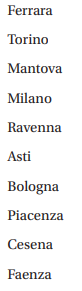 Ferrara
Torino
Mantova
Milano
Ravenna
Asti
Bologna
Piacenza
Cesena
Faenza